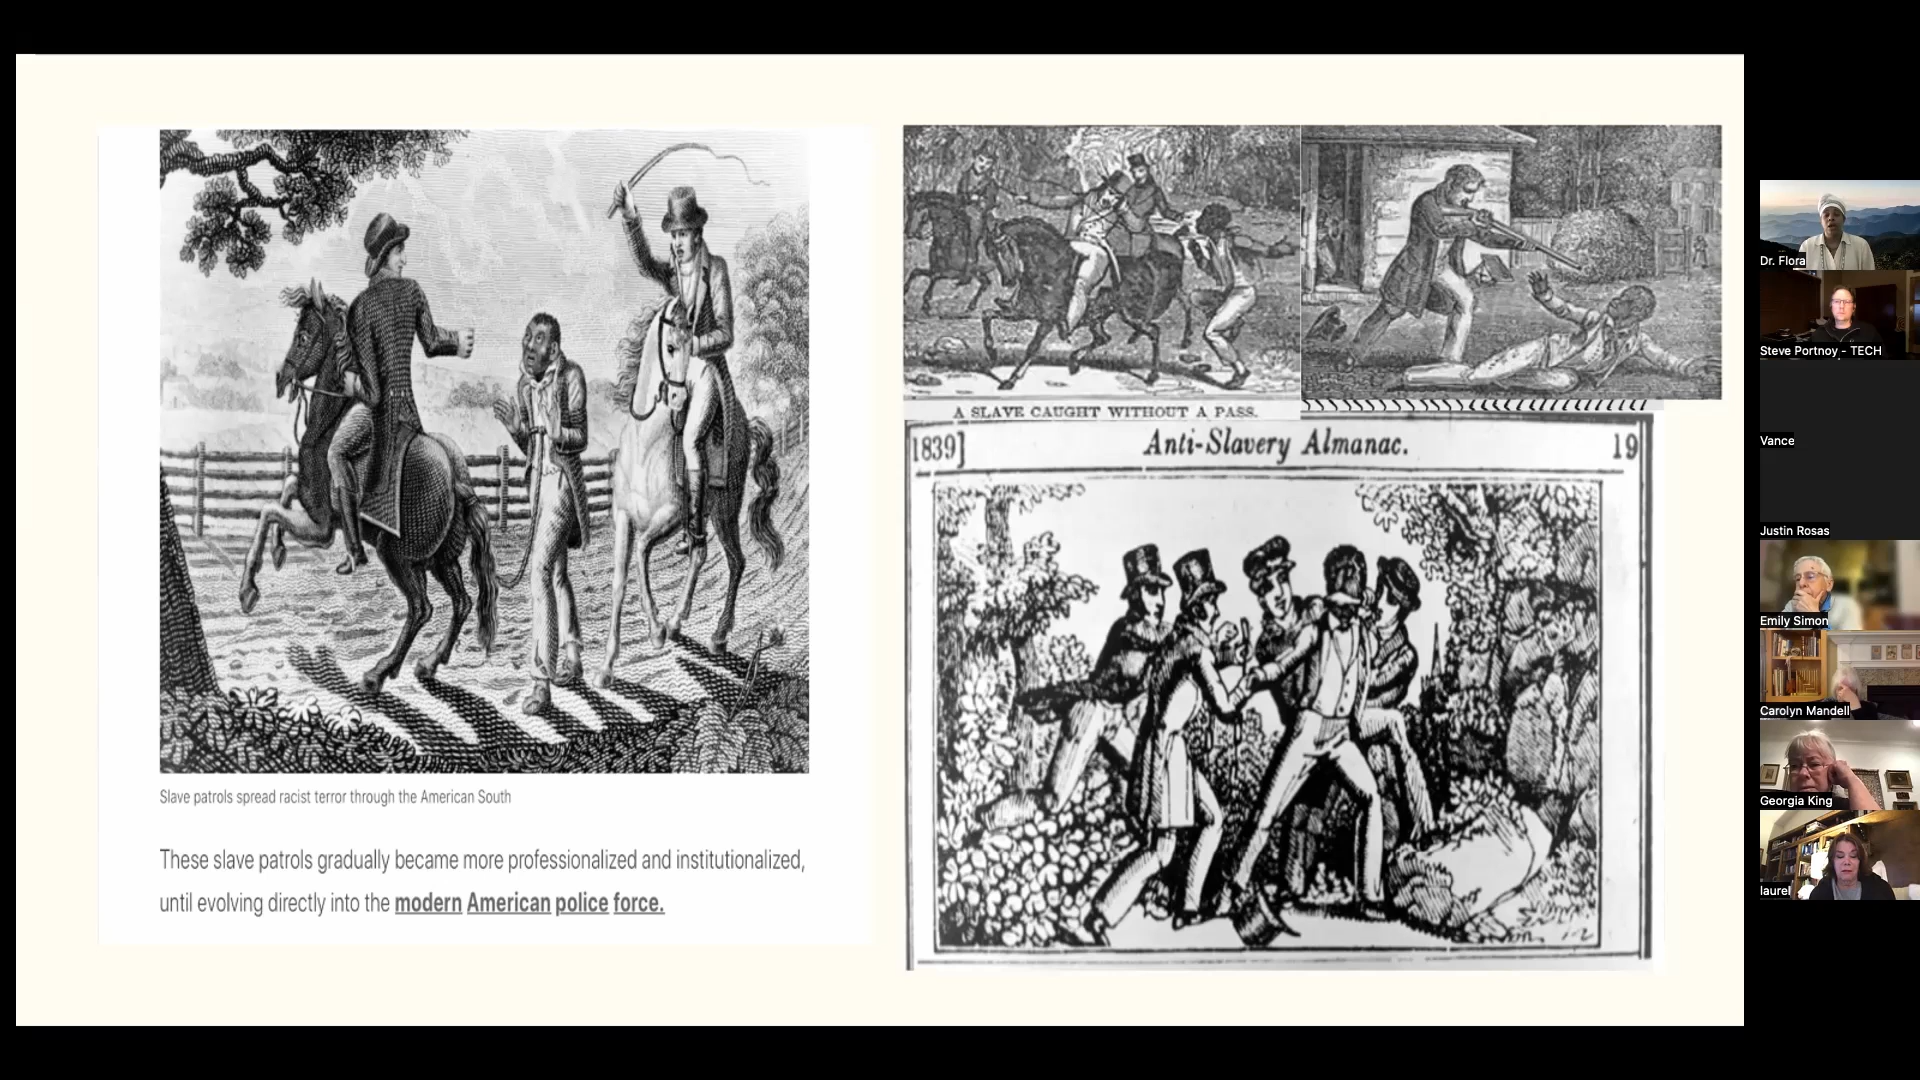 Slave patrols spread racist terror through the American South
These slave patrols gradually became more professionalized and institutionalized,
until evolving directly into the modern American police force.
A SLAVE CAUGHT WITHOUT A PASS.
1839]
Anti-Slavery Almanac.
19
Dr. Flora
Steve Portnoy - TECH
Vance
Justin Rosas
Emily Simon
Carolyn Mandell
Georgia King
laurel